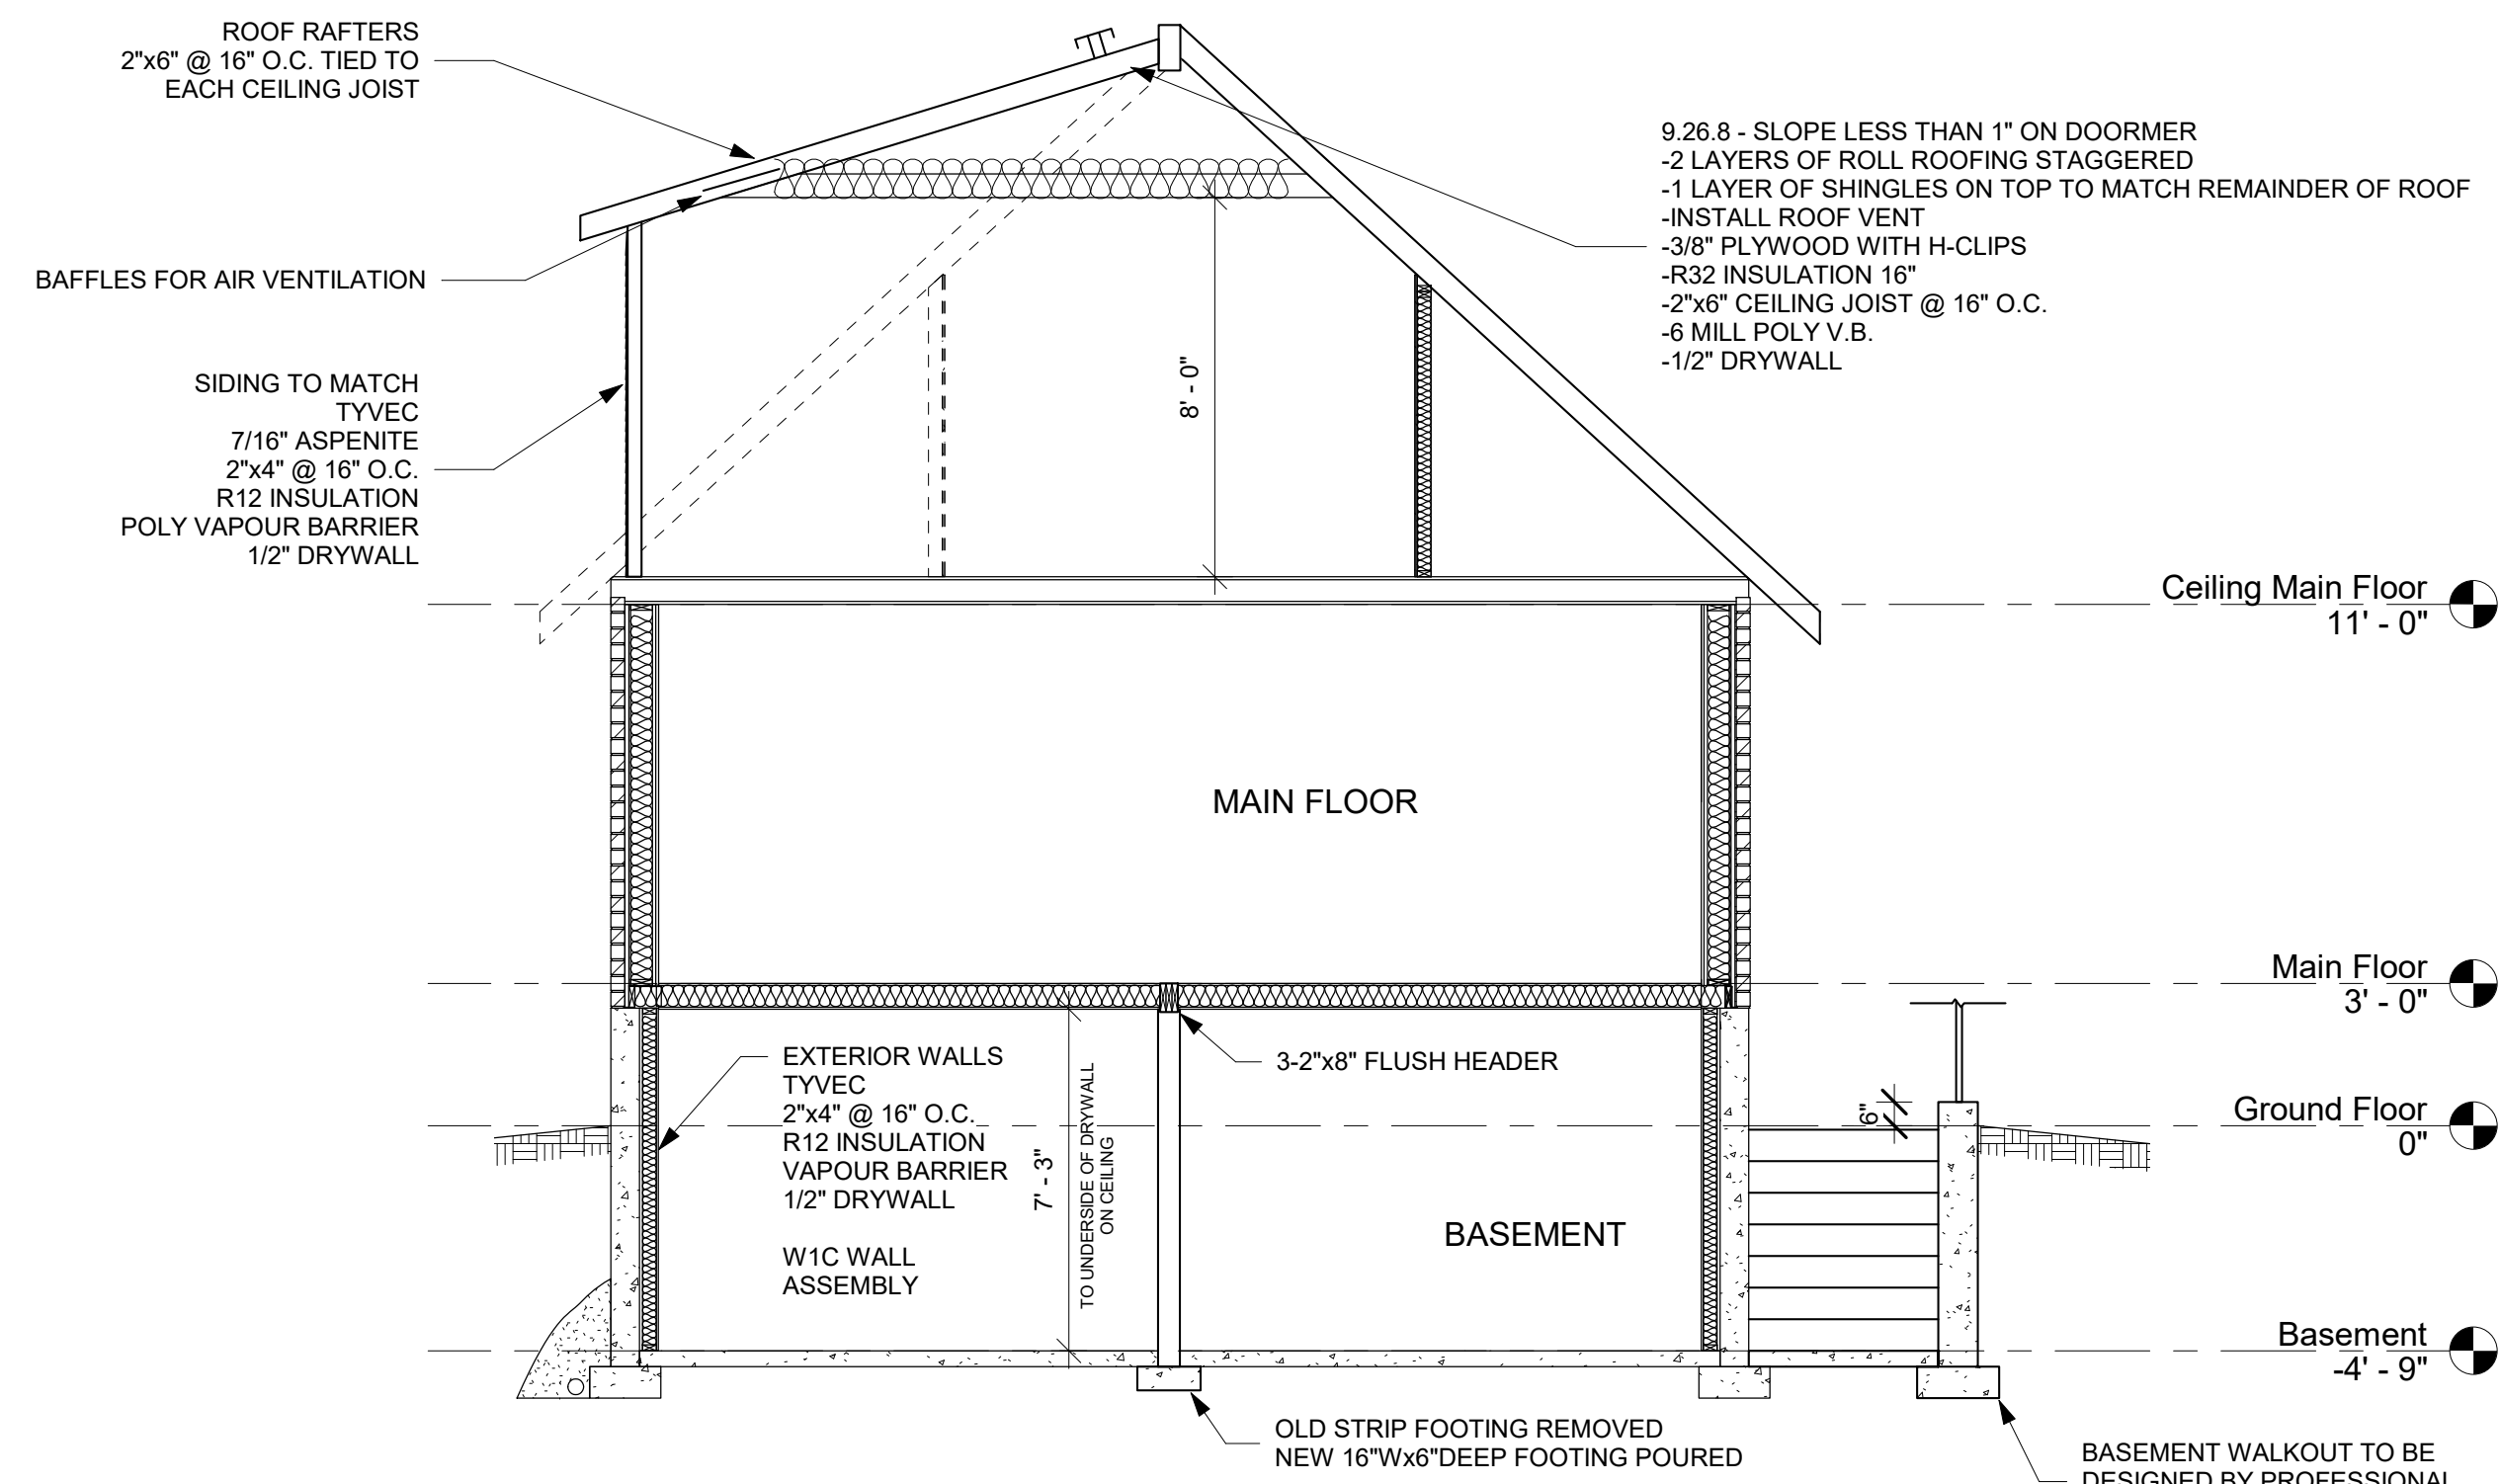 ROOF RAFTERS
2"x6" @ 16" O.C. TIED TO
EACH CEILING JOIST
BAFFLES FOR AIR VENTILATION
SIDING TO MATCH
TYVEC
7/16" ASPENITE
2"x4" @ 16" O.C.
R12 INSULATION
POLY VAPOUR BARRIER
1/2" DRYWALL
9.26.8 - SLOPE LESS THAN 1" ON DOORMER
-2 LAYERS OF ROLL ROOFING STAGGERED
-1 LAYER OF SHINGLES ON TOP TO MATCH REMAINDER OF ROOF
-INSTALL ROOF VENT
-3/8" PLYWOOD WITH H-CLIPS
-R32 INSULATION 16"
-2"x6" CEILING JOIST @ 16" O.C.
-6 MILL POLY V.B.
-1/2" DRYWALL
8' - 0"
Ceiling Main Floor
11' - 0"
MAIN FLOOR
Main Floor
3' - 0"
EXTERIOR WALLS
TYVEC
2"x4" @ 16" O.C.
R12 INSULATION
VAPOUR BARRIER
1/2" DRYWALL
W1C WALL
ASSEMBLY
7' - 3"
TO UNDERSIDE OF DRYWALL
ON CEILING
3-2"x8" FLUSH HEADER
BASEMENT
6"
Ground Floor
0"
Basement
-4' - 9"
OLD STRIP FOOTING REMOVED
NEW 16"Wx6"DEEP FOOTING POURED
BASEMENT WALKOUT TO BE
DESIGNED BY PROFESSIONAL